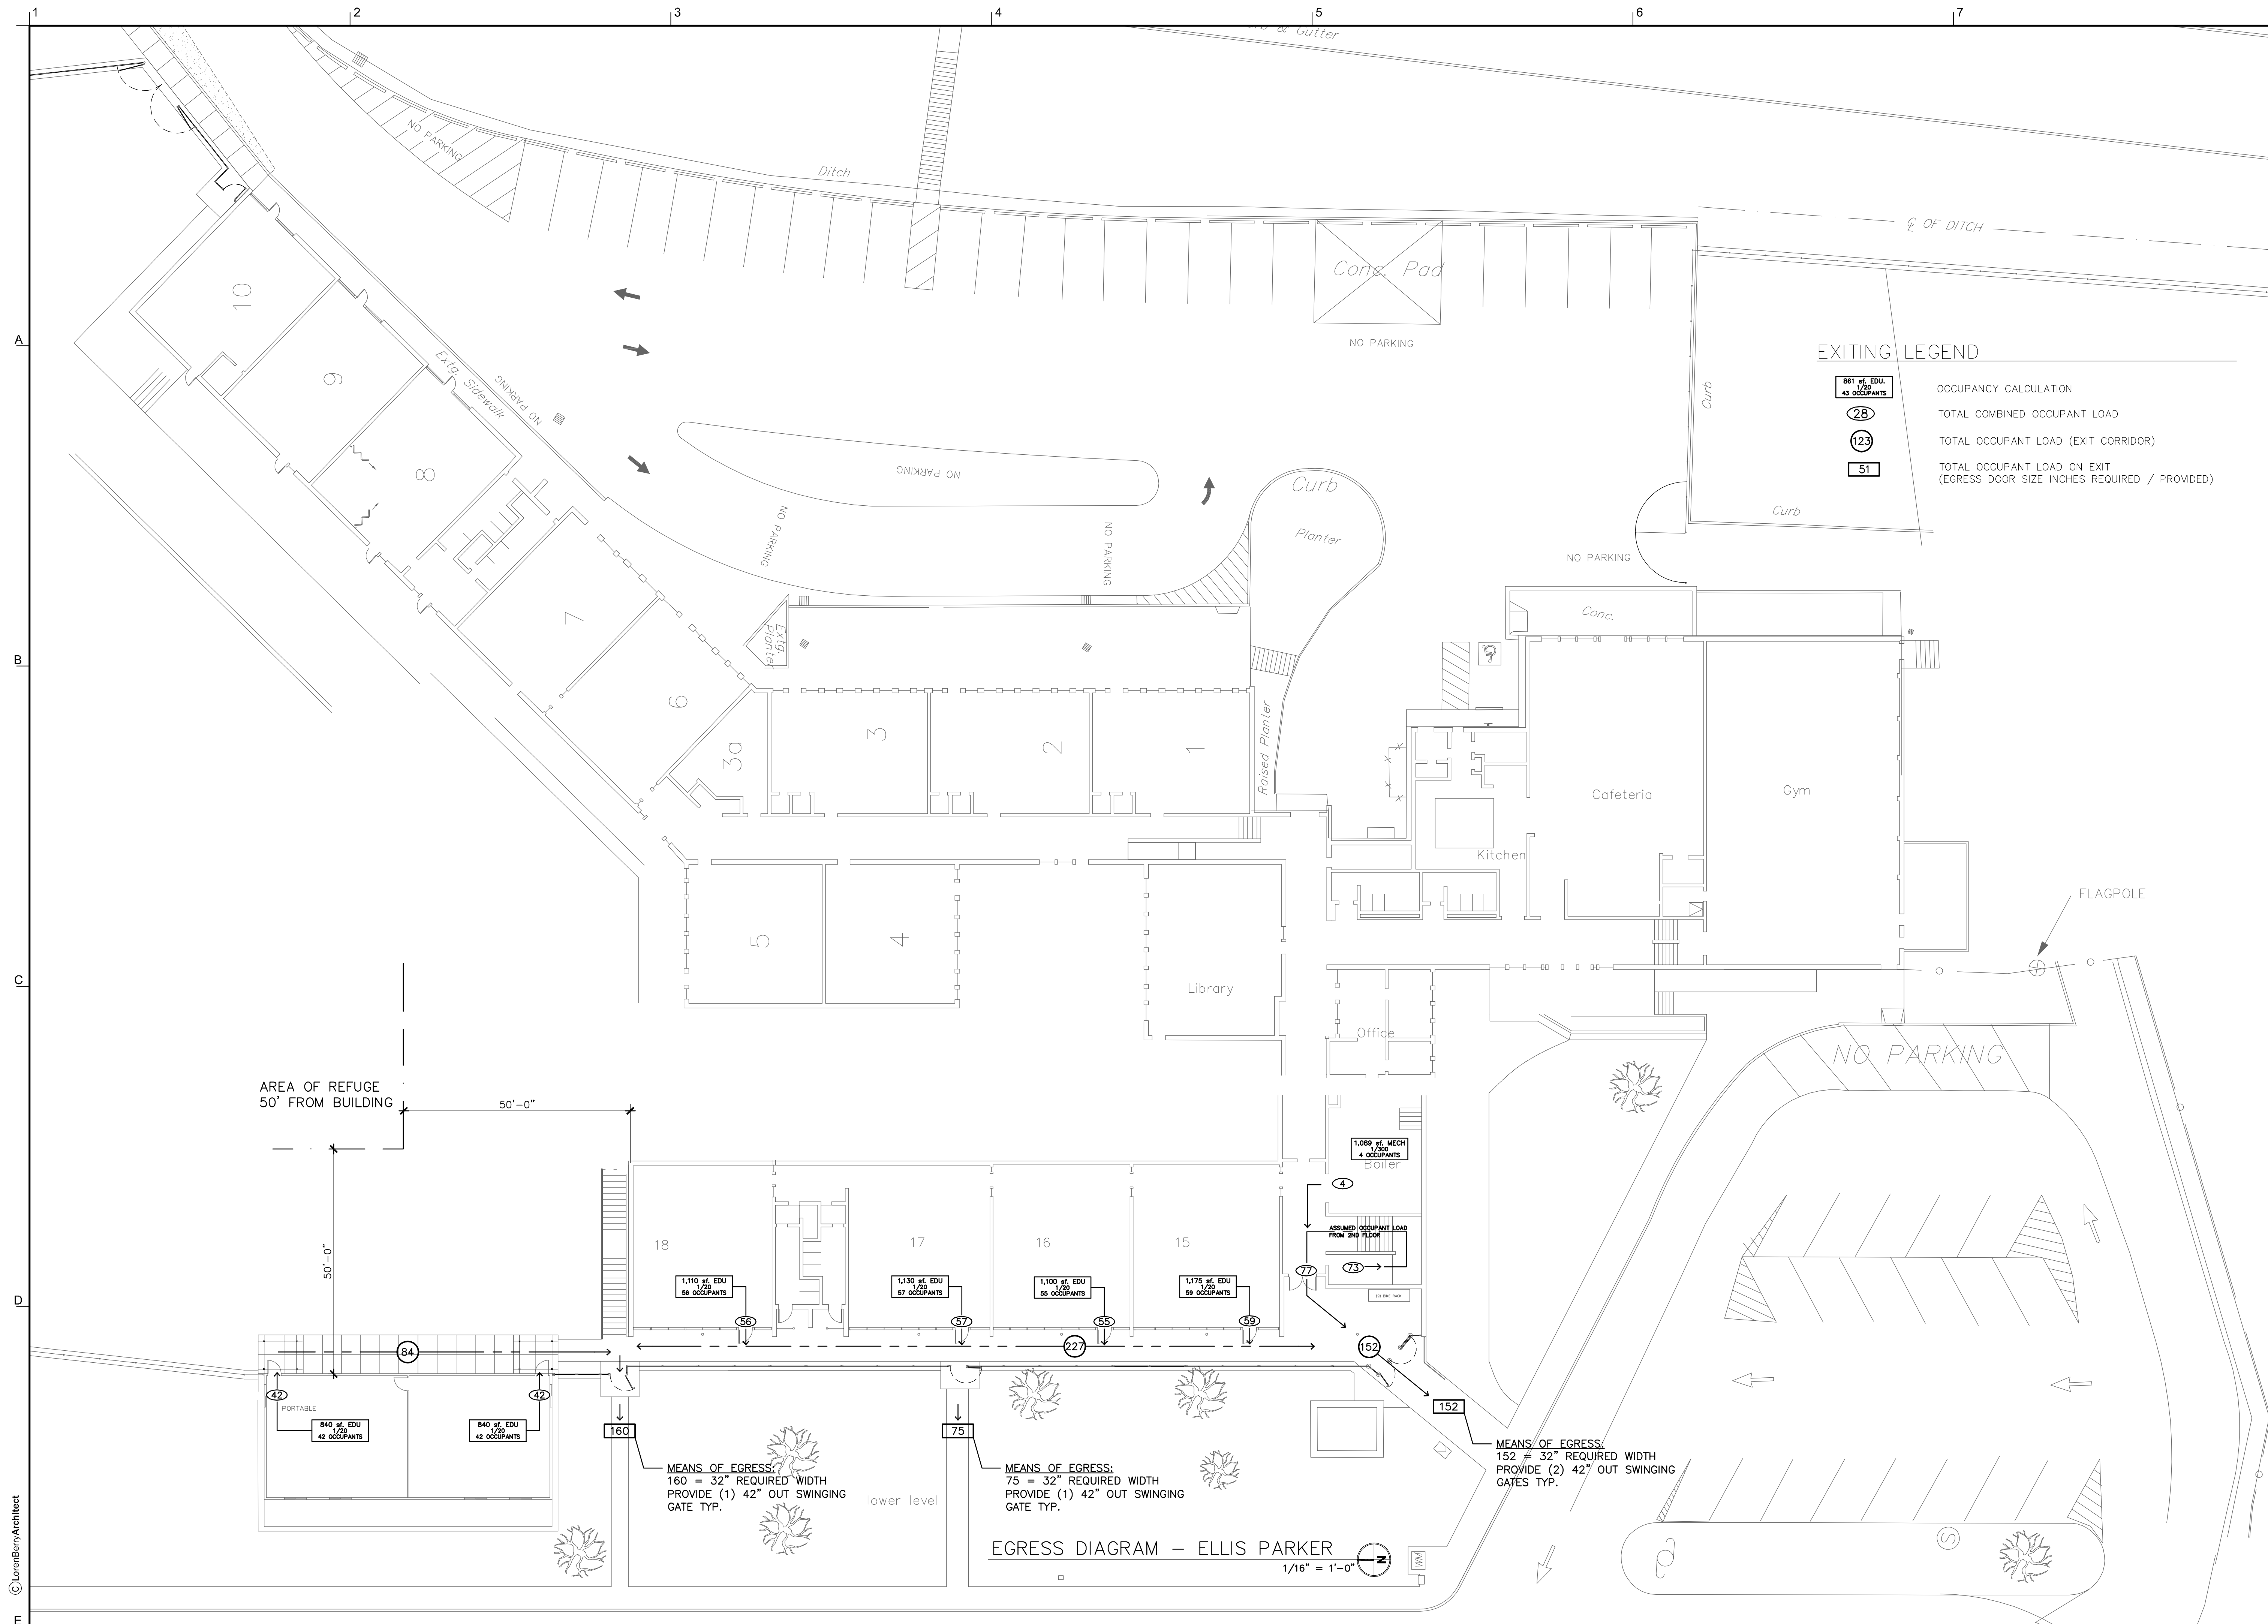 1
2
3
4
5
6
7
A
B
C
D
E
& Gutter
NO PARKING
Ditch
Conc. Pad
NO PARKING
℄ OF DITCH
EXITING LEGEND
861 sf. EDU.
1/20
43 OCCUPANTS
OCCUPANCY CALCULATION
28
TOTAL COMBINED OCCUPANT LOAD
123
TOTAL OCCUPANT LOAD (EXIT CORRIDOR)
51
TOTAL OCCUPANT LOAD ON EXIT
(EGRESS DOOR SIZE INCHES REQUIRED / PROVIDED)
Curb
Curb
10
9
8
Extg. Sidewalk
NO PARKING
NO PARKING
NO PARKING
NO PARKING
Curb
Planter
NO PARKING
Conc.
7
6
Extg.
Planter
3a
3
2
1
Raised Planter
Cafeteria
Gym
Kitchen
5
4
Library
Office
FLAGPOLE
NO PARKING
AREA OF REFUGE
50' FROM BUILDING
50'-0"
50'-0"
1,089 sf. MECH
1/300
4 OCCUPANTS
Boiler
4
ASSUMED OCCUPANT LOAD
FROM 2ND FLOOR
73
77
18
17
16
15
1,110 sf. EDU
1/20
56 OCCUPANTS
1,130 sf. EDU
1/20
57 OCCUPANTS
1,100 sf. EDU
1/20
55 OCCUPANTS
1,175 sf. EDU
1/20
59 OCCUPANTS
56
57
55
59
84
227
152
42
42
PORTABLE
840 sf. EDU
1/20
42 OCCUPANTS
840 sf. EDU
1/20
42 OCCUPANTS
160
75
152
MEANS OF EGRESS:
160 = 32" REQUIRED WIDTH
PROVIDE (1) 42" OUT SWINGING
GATE TYP.
MEANS OF EGRESS:
75 = 32" REQUIRED WIDTH
PROVIDE (1) 42" OUT SWINGING
GATE TYP.
MEANS OF EGRESS:
152 = 32" REQUIRED WIDTH
PROVIDE (2) 42" OUT SWINGING
GATES TYP.
lower level
EGRESS DIAGRAM – ELLIS PARKER
1/16" = 1'-0"
N
WM
S
© LorenBerryArchitect